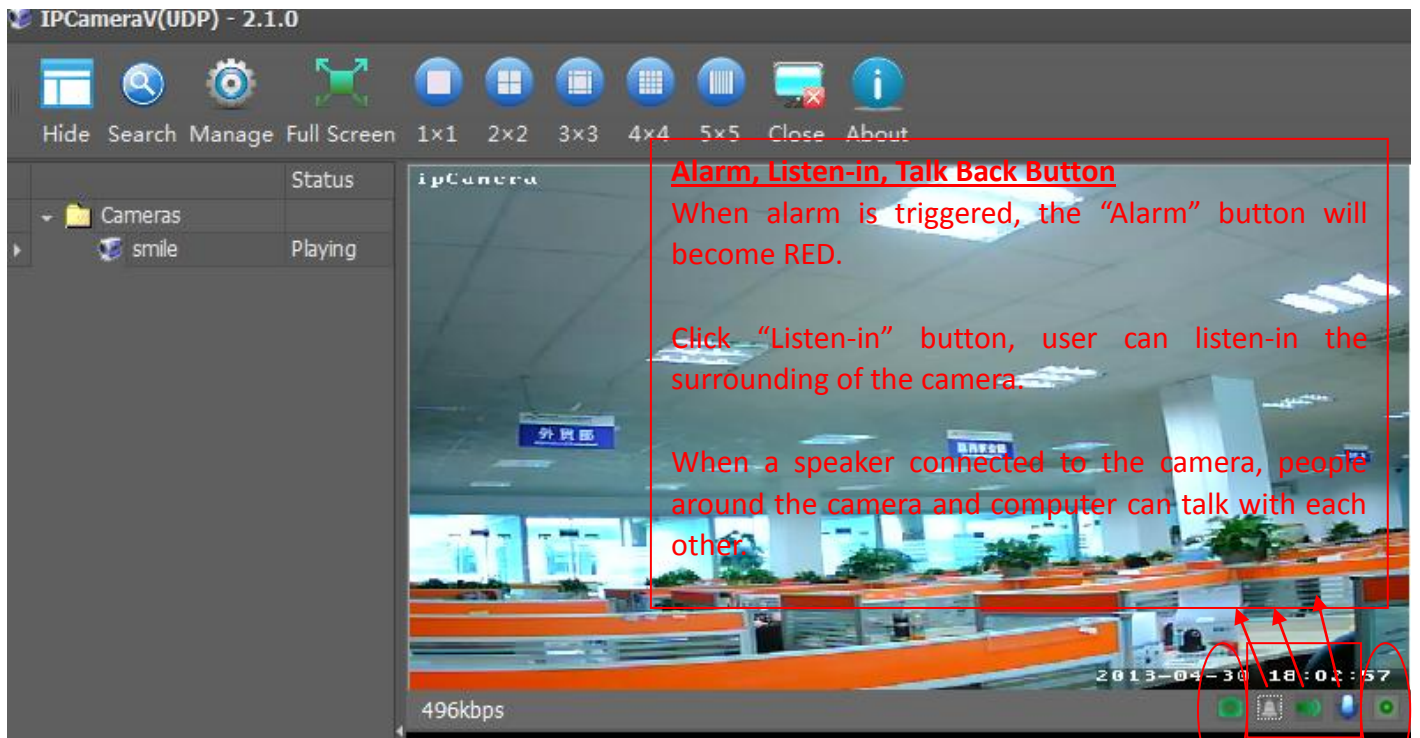 IPCameraV(UDP) - 2.1.0
Hide Search Manage Full Screen 1×1 2×2 3×3 4×4 5×5 Close About
Status
Cameras
smile Playing
ipCamera
Alarm, Listen-in, Talk Back Button
When alarm is triggered, the “Alarm” button will
become RED.
Click “Listen-in” button, user can listen-in the
surrounding of the camera.
When a speaker connected to the camera, people
around the camera and computer can talk with each
other.
外贸部
2013-04-30 18:02:57
496kbps